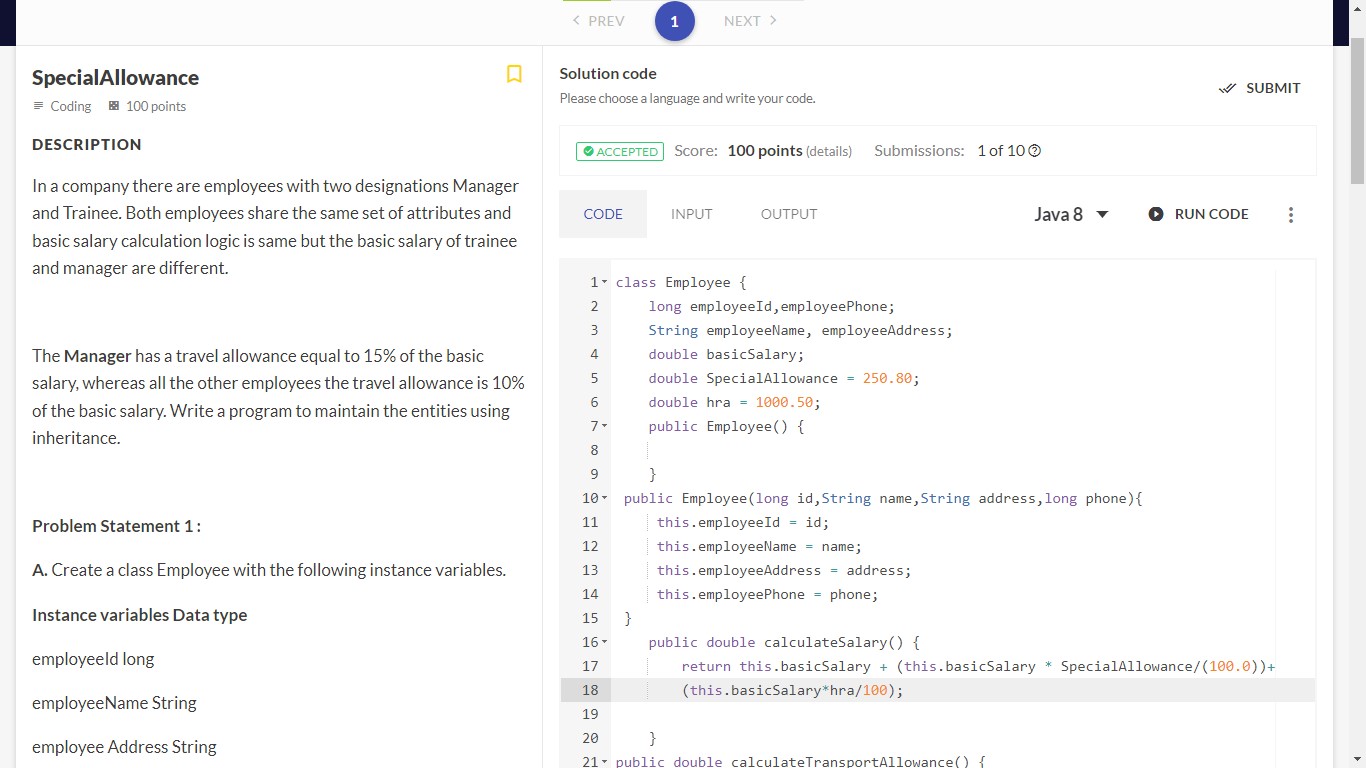 PREV 1 NEXT
SpecialAllowance
Coding 100 points
DESCRIPTION
In a company there are employees with two designations Manager
and Trainee. Both employees share the same set of attributes and
basic salary calculation logic is same but the basic salary of trainee
and manager are different.
The Manager has a travel allowance equal to 15% of the basic
salary, whereas all the other employees the travel allowance is 10%
of the basic salary. Write a program to maintain the entities using
inheritance.
Problem Statement 1 :
A. Create a class Employee with the following instance variables.
Instance variables Data type
employeeId long
employeeName String
employee Address String
Solution code
Please choose a language and write your code.
SUBMIT
ACCEPTED Score: 100 points (details) Submissions: 1 of 10
CODE INPUT OUTPUT Java 8 RUN CODE
1 class Employee {
2 long employeeId,employeePhone;
3 String employeeName, employeeAddress;
4 double basicSalary;
5 double SpecialAllowance = 250.80;
6 double hra = 1000.50;
7 public Employee() {
8
9 }
10 public Employee(long id,String name,String address,long phone){
11 this.employeeId = id;
12 this.employeeName = name;
13 this.employeeAddress = address;
14 this.employeePhone = phone;
15 }
16 public double calculateSalary() {
17 return this.basicSalary + (this.basicSalary * SpecialAllowance/(100.0))+
18 (this.basicSalary*hra/100);
19
20 }
21 public double calculateTransportAllowance() {